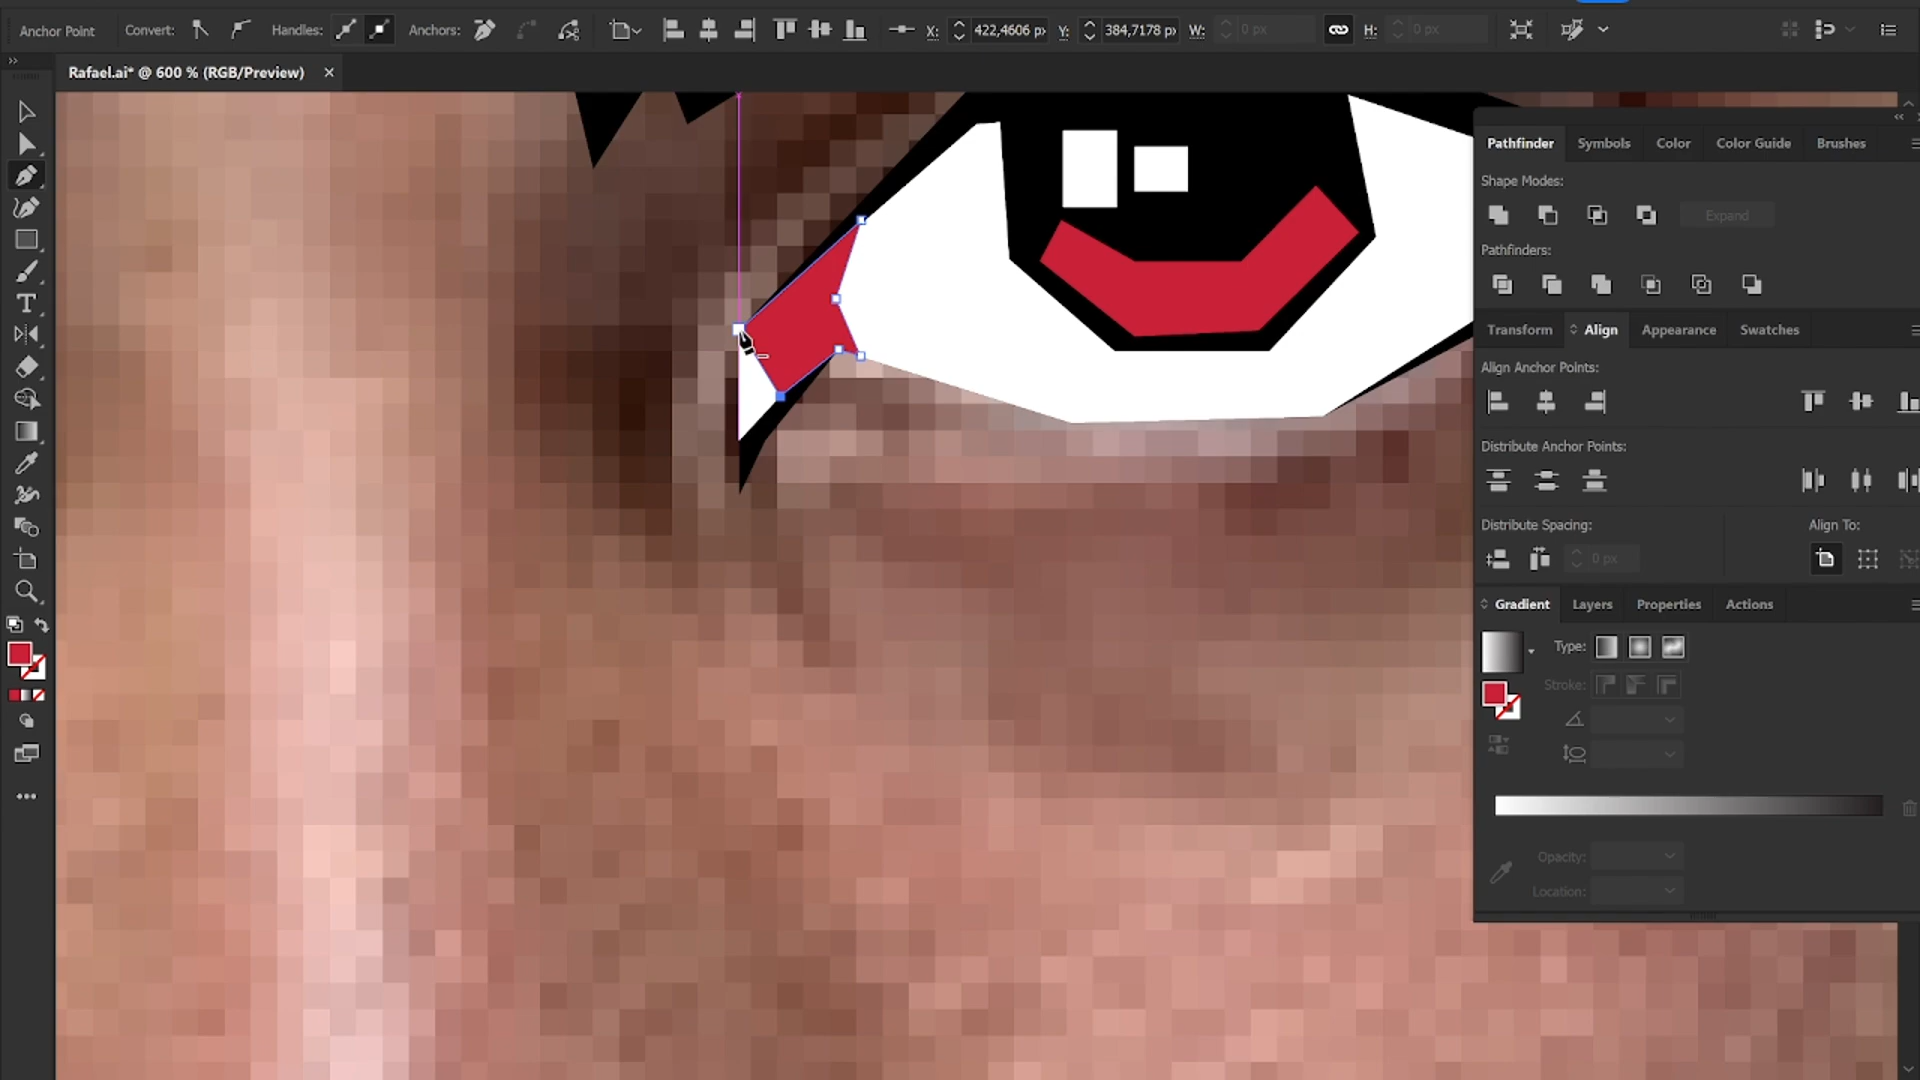 Anchor Point Convert: Handles: Anchors: X: 422,4606 px Y: 384,7178 px W: 0 px H: 0 px
Rafael.ai* @ 600 % (RGB/Preview)
Pathfinder Symbols Color Color Guide Brushes
Shape Modes:
Expand
Pathfinders:
Transform Align Appearance Swatches
Align Anchor Points:
Distribute Anchor Points:
Distribute Spacing: Align To:
0 px
Gradient Layers Properties Actions
Type:
Stroke:
Opacity:
Location: